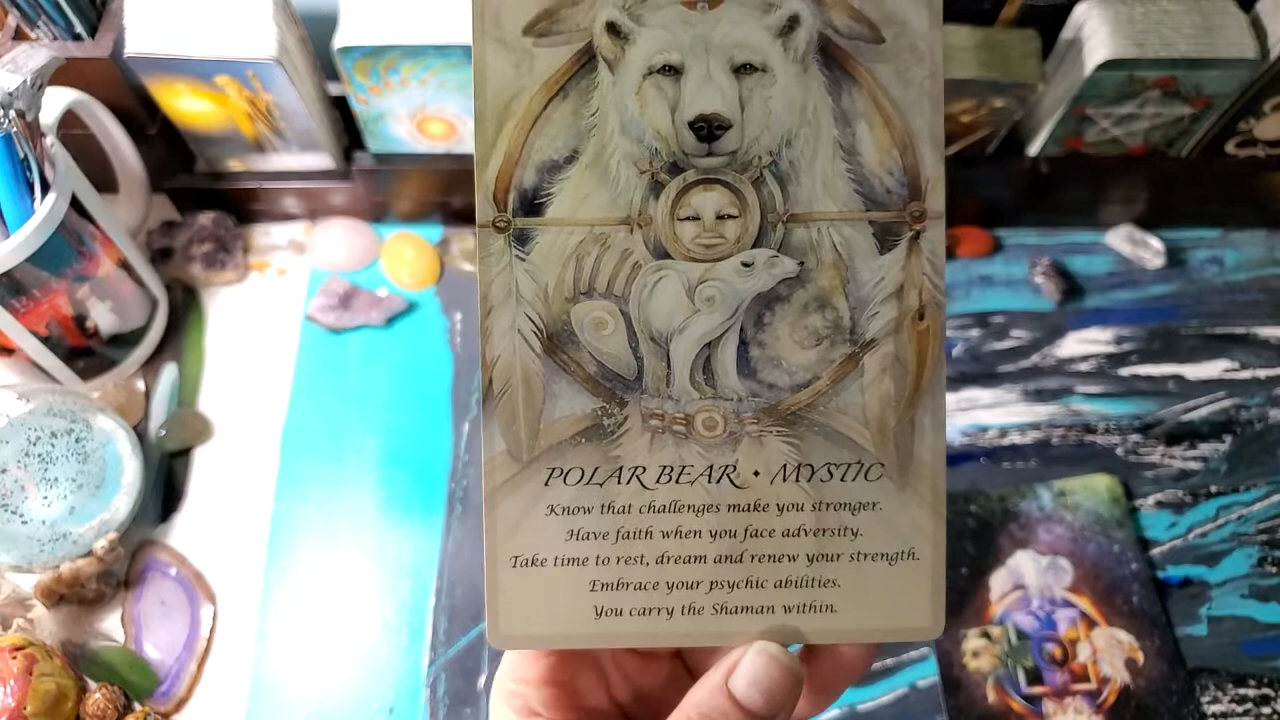 POLAR BEAR • MYSTIC
Know that challenges make you stronger.
Have faith when you face adversity.
Take time to rest, dream and renew your strength.
Embrace your psychic abilities.
You carry the Shaman within.